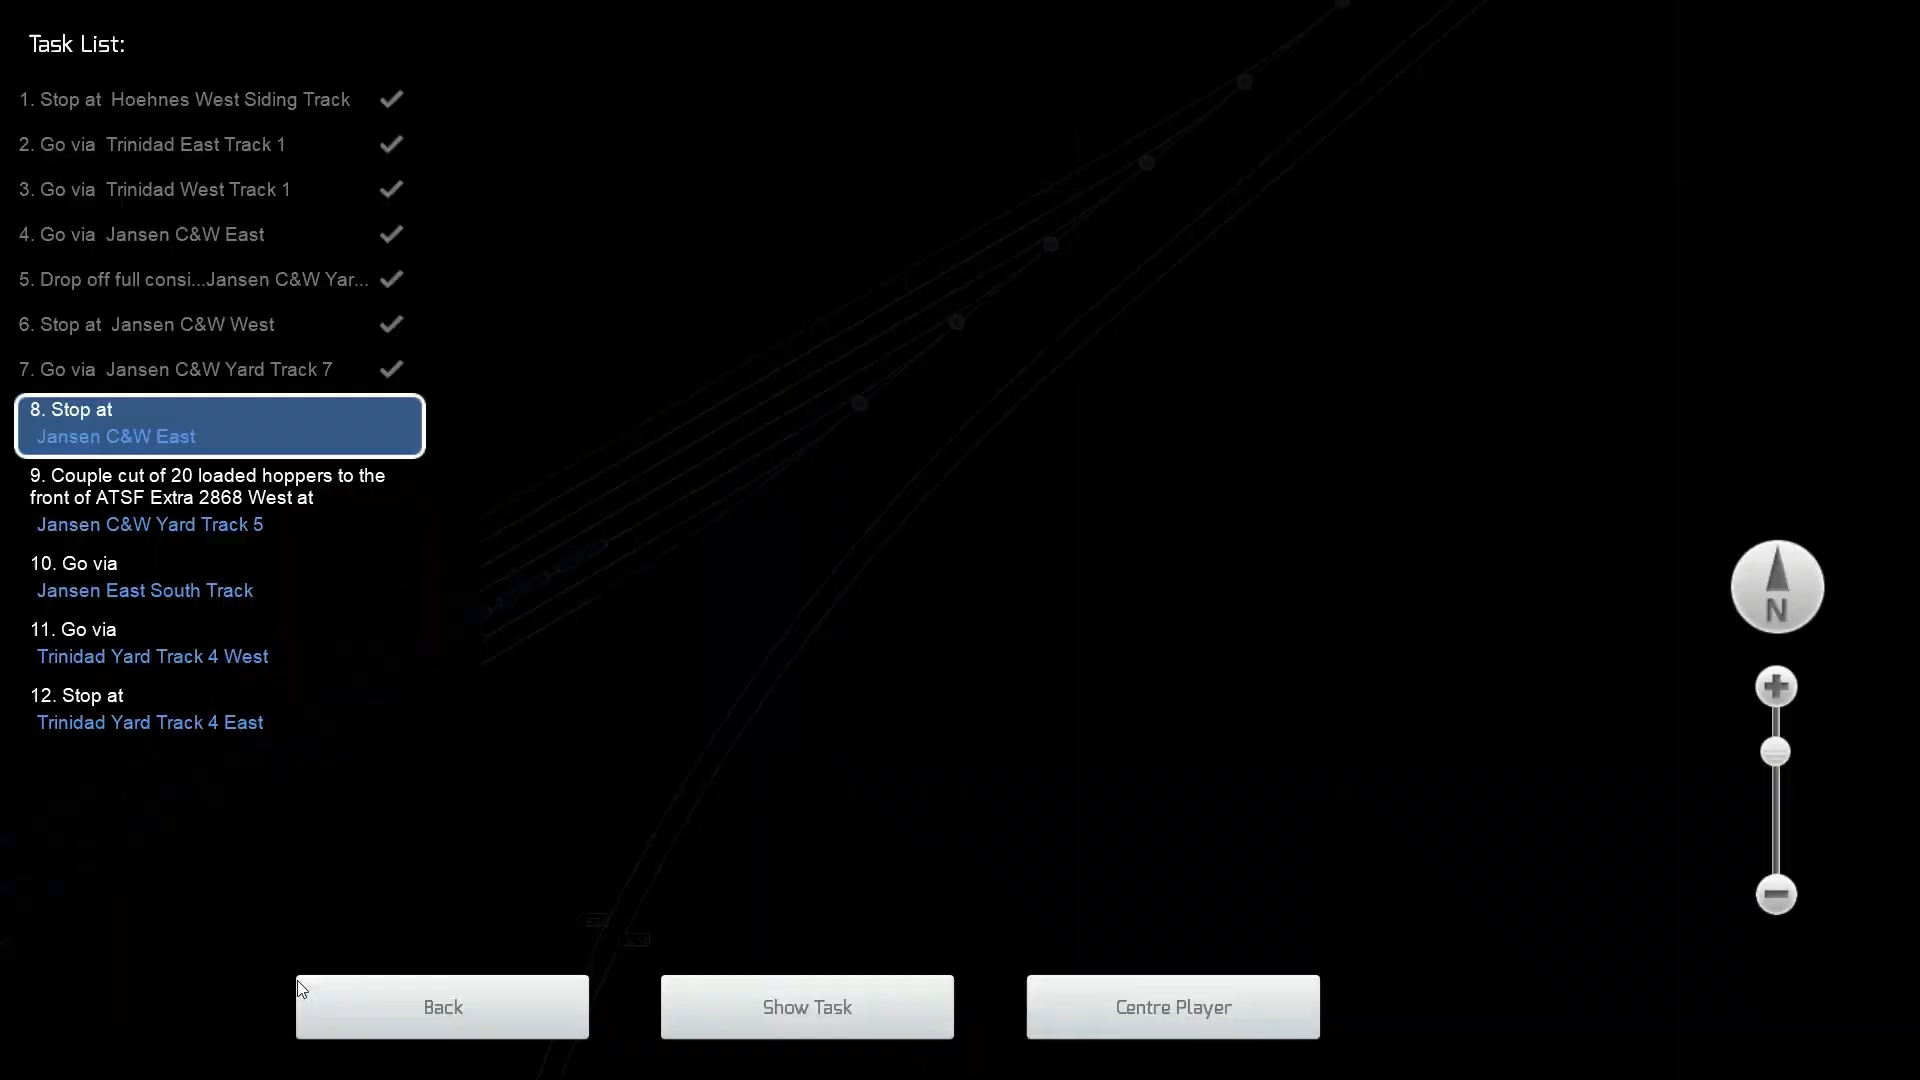 Task List:
1. Stop at Hoehnes West Siding Track
2. Go via Trinidad East Track 1
3. Go via Trinidad West Track 1
4. Go via Jansen C&W East
5. Drop off full consi...Jansen C&W Yar...
6. Stop at Jansen C&W West
7. Go via Jansen C&W Yard Track 7
8. Stop at
Jansen C&W East
9. Couple cut of 20 loaded hoppers to the
front of ATSF Extra 2868 West at
Jansen C&W Yard Track 5
10. Go via
Jansen East South Track
11. Go via
Trinidad Yard Track 4 West
12. Stop at
Trinidad Yard Track 4 East
N
Back
Show Task
Centre Player